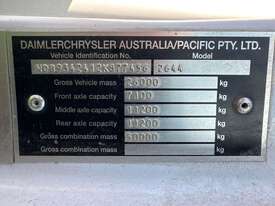 DAIMLERCHRYSLER AUSTRALIA/PACIFIC PTY. LTD.
Vehicle identification No. Model
2644
Gross Vehicle mass 26000 kg
Front axle capacity 7100 kg
Middle axle capacity kg
Rear axle capacity kg
Gross combination mass kg
Gross combination mass kg